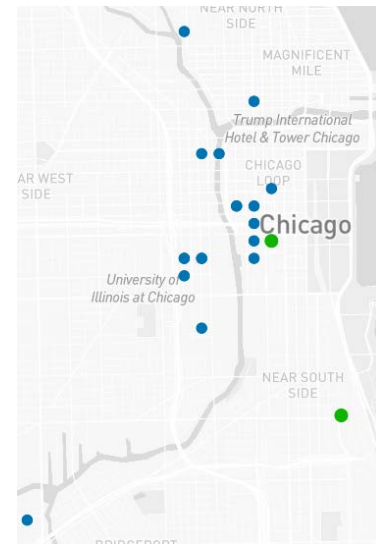 NEAR NORTH
SIDE
MAGNIFICENT
MILE
Trump International
Hotel & Tower Chicago
CHICAGO
LOOP
AR WEST
SIDE
Chicago
University of
Illinois at Chicago
NEAR SOUTH
SIDE
BRIDGEPORT